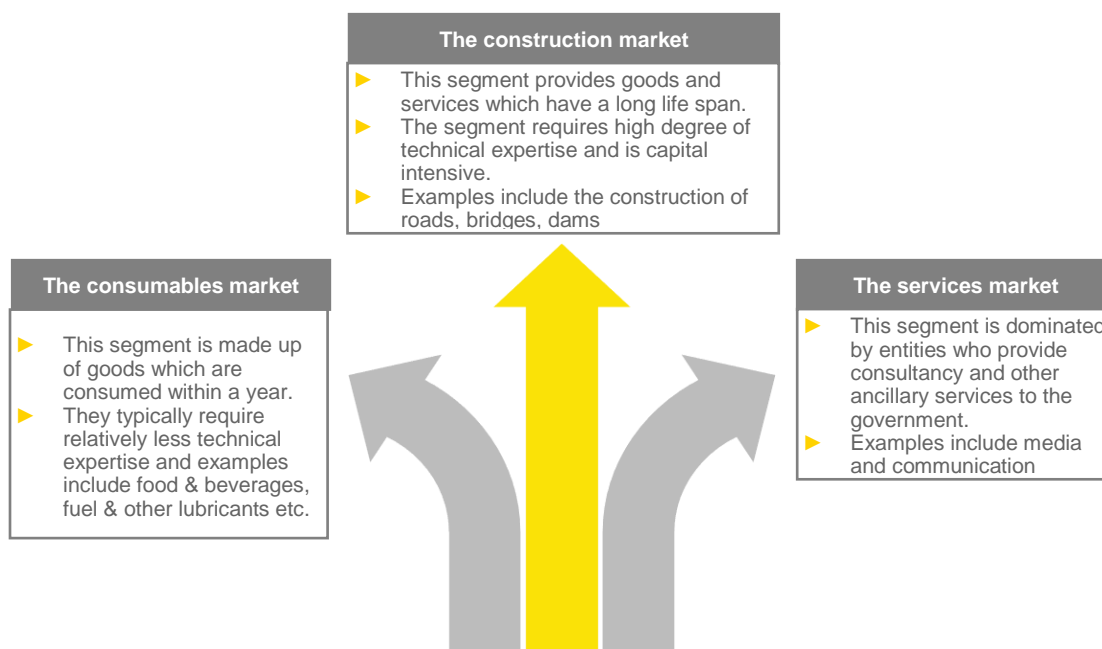 The construction market
► This segment provides goods and
services which have a long life span.
► The segment requires high degree of
technical expertise and is capital
intensive.
► Examples include the construction of
roads, bridges, dams
The consumables market
► This segment is made up
of goods which are
consumed within a year.
► They typically require
relatively less technical
expertise and examples
include food & beverages,
fuel & other lubricants etc.
The services market
► This segment is dominated
by entities who provide
consultancy and other
ancillary services to the
government.
► Examples include media
and communication